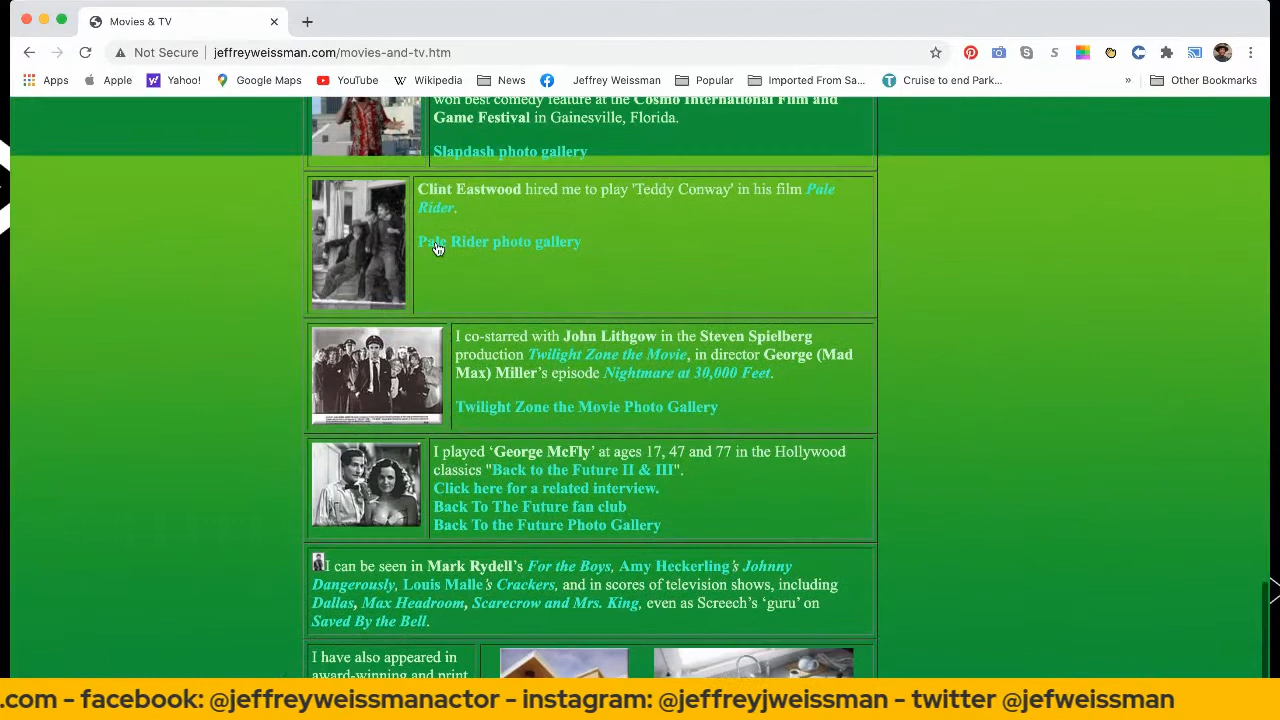 Movies & TV
Not Secure jeffreyweissman.com/movies-and-tv.htm
Apps Apple Yahoo! Google Maps YouTube Wikipedia News Jeffrey Weissman Popular Imported From Sa... Cruise to end Park... » Other Bookmarks
won best comedy feature at the Cosmo International Film and
Game Festival in Gainesville, Florida.
Slapdash photo gallery
Clint Eastwood hired me to play 'Teddy Conway' in his film Pale
Rider.
Pale Rider photo gallery
I co-starred with John Lithgow in the Steven Spielberg
production Twilight Zone the Movie, in director George (Mad
Max) Miller’s episode Nightmare at 30,000 Feet.
Twilight Zone the Movie Photo Gallery
I played ‘George McFly’ at ages 17, 47 and 77 in the Hollywood
classics "Back to the Future II & III".
Click here for a related interview.
Back To The Future fan club
Back To the Future Photo Gallery
I can be seen in Mark Rydell’s For the Boys, Amy Heckerling’s Johnny
Dangerously, Louis Malle’s Crackers, and in scores of television shows, including
Dallas, Max Headroom, Scarecrow and Mrs. King, even as Screech’s ‘guru’ on
Saved By the Bell.
I have also appeared in
award-winning and print
.com - facebook: @jeffreyweissmanactor - instagram: @jeffreyjweissman - twitter @jefweissman